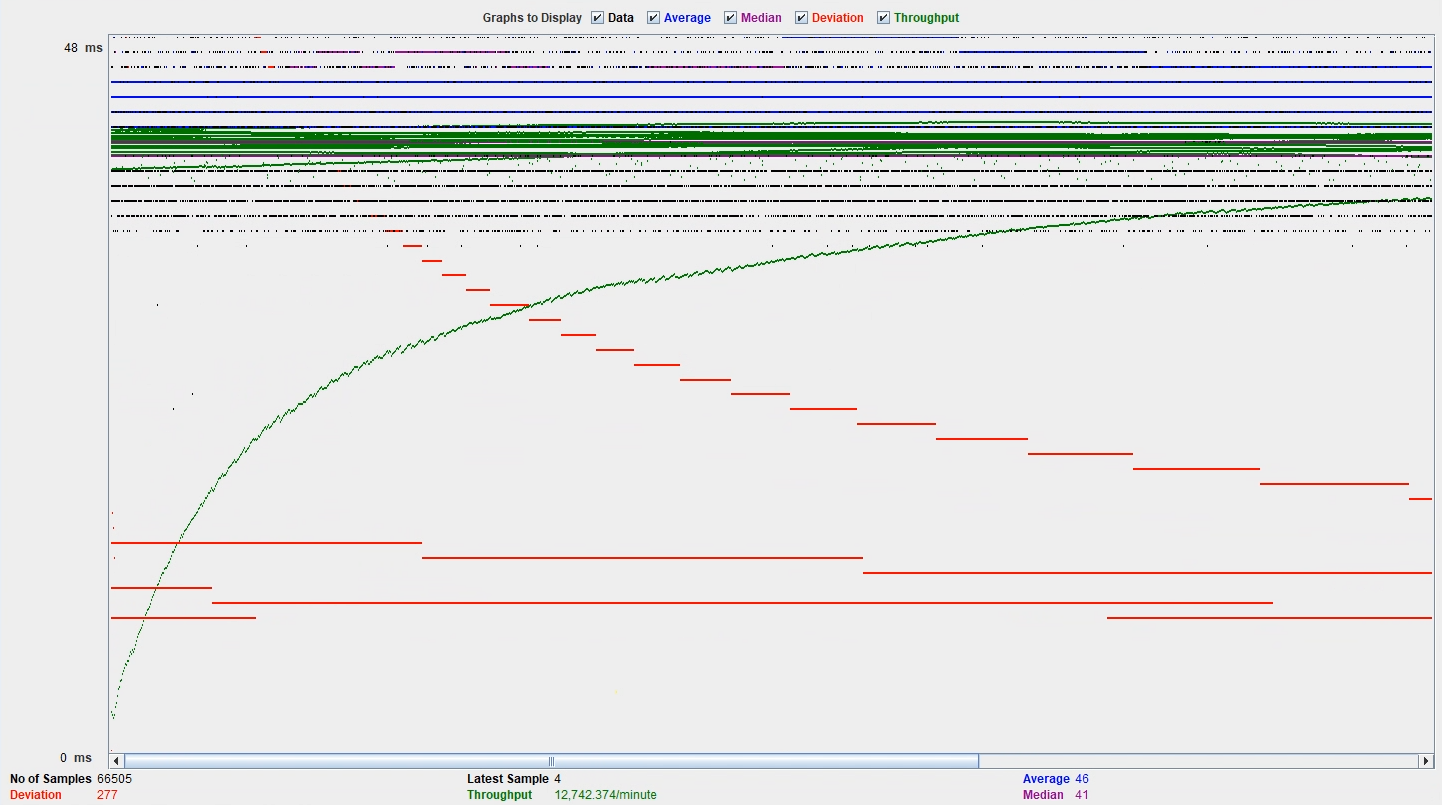 Graphs to Display Data Average Median Deviation Throughput
48 ms
0 ms
No of Samples 66505 Latest Sample 4 Average 46
Deviation 277 Throughput 12,742.374/minute Median 41